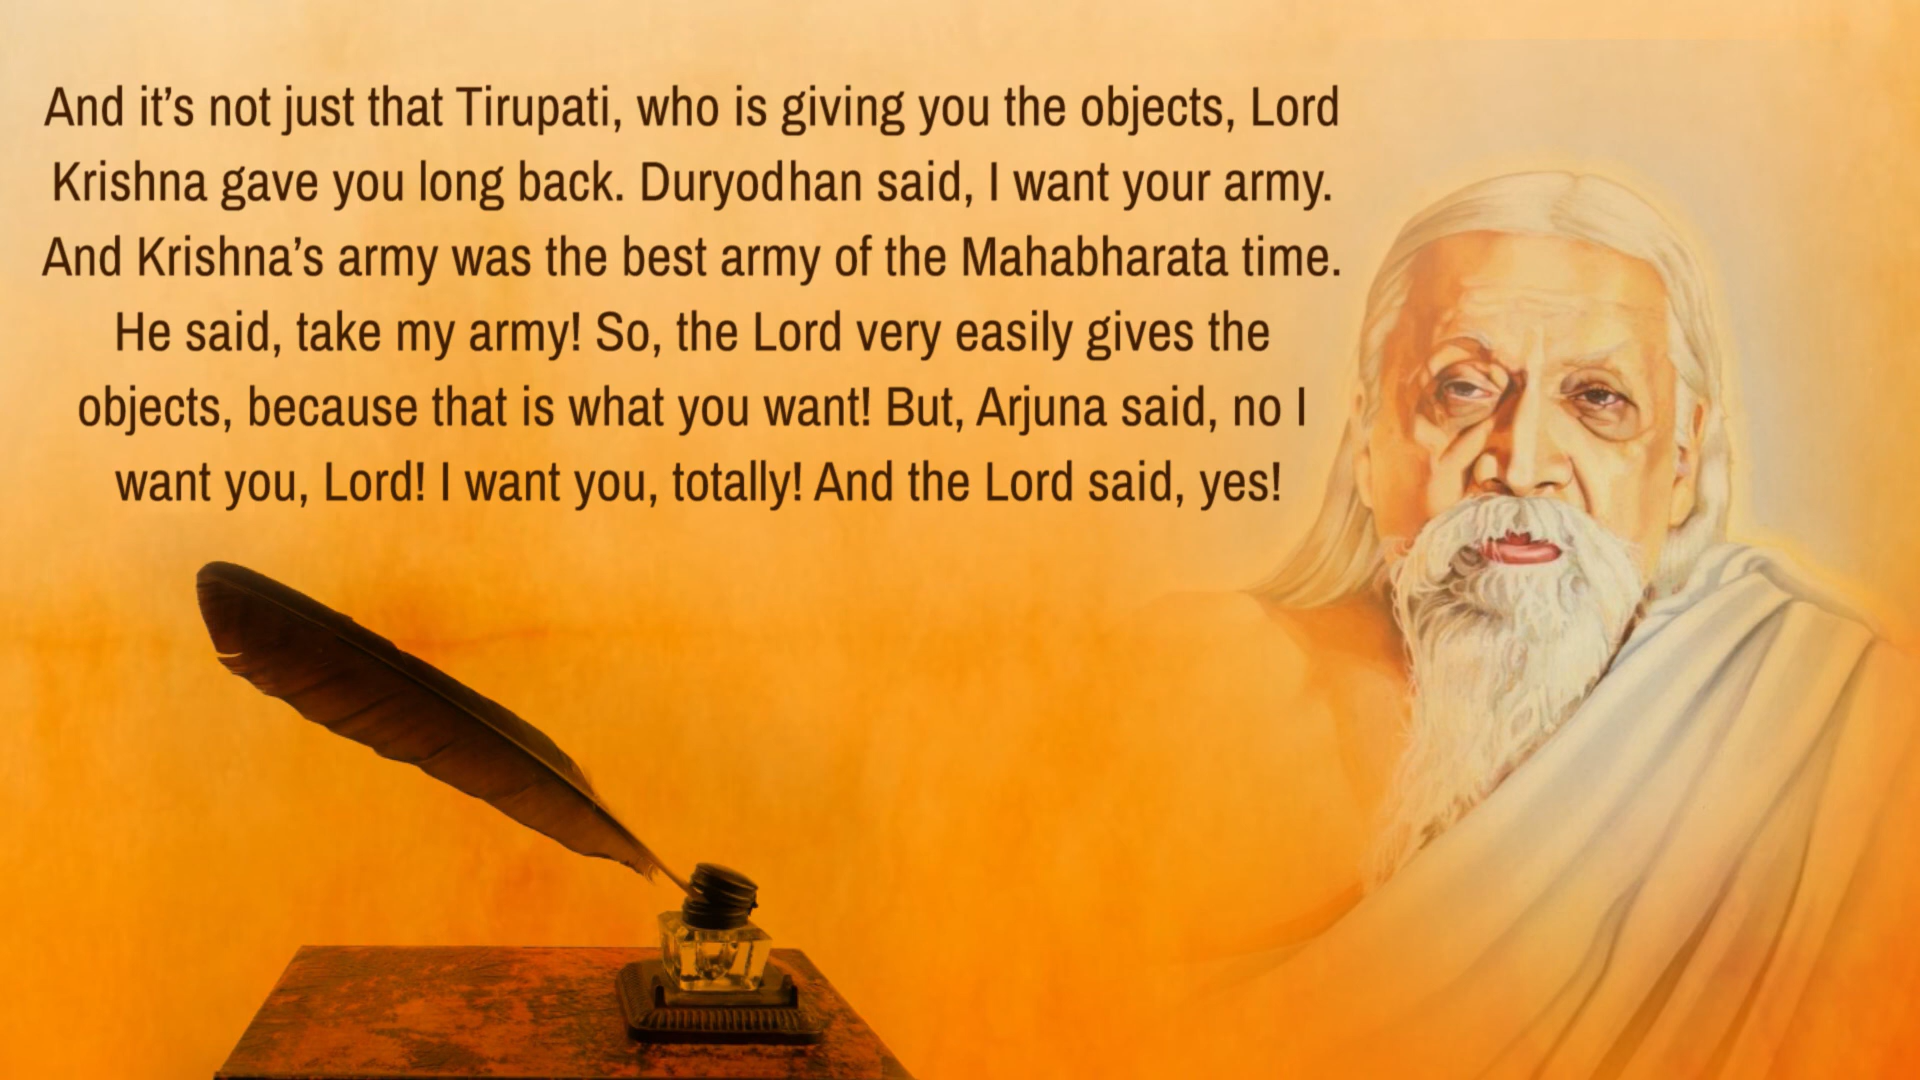 And it’s not just that Tirupati, who is giving you the objects, Lord
Krishna gave you long back. Duryodhan said, I want your army.
And Krishna’s army was the best army of the Mahabharata time.
He said, take my army! So, the Lord very easily gives the
objects, because that is what you want! But, Arjuna said, no I
want you, Lord! I want you, totally! And the Lord said, yes!